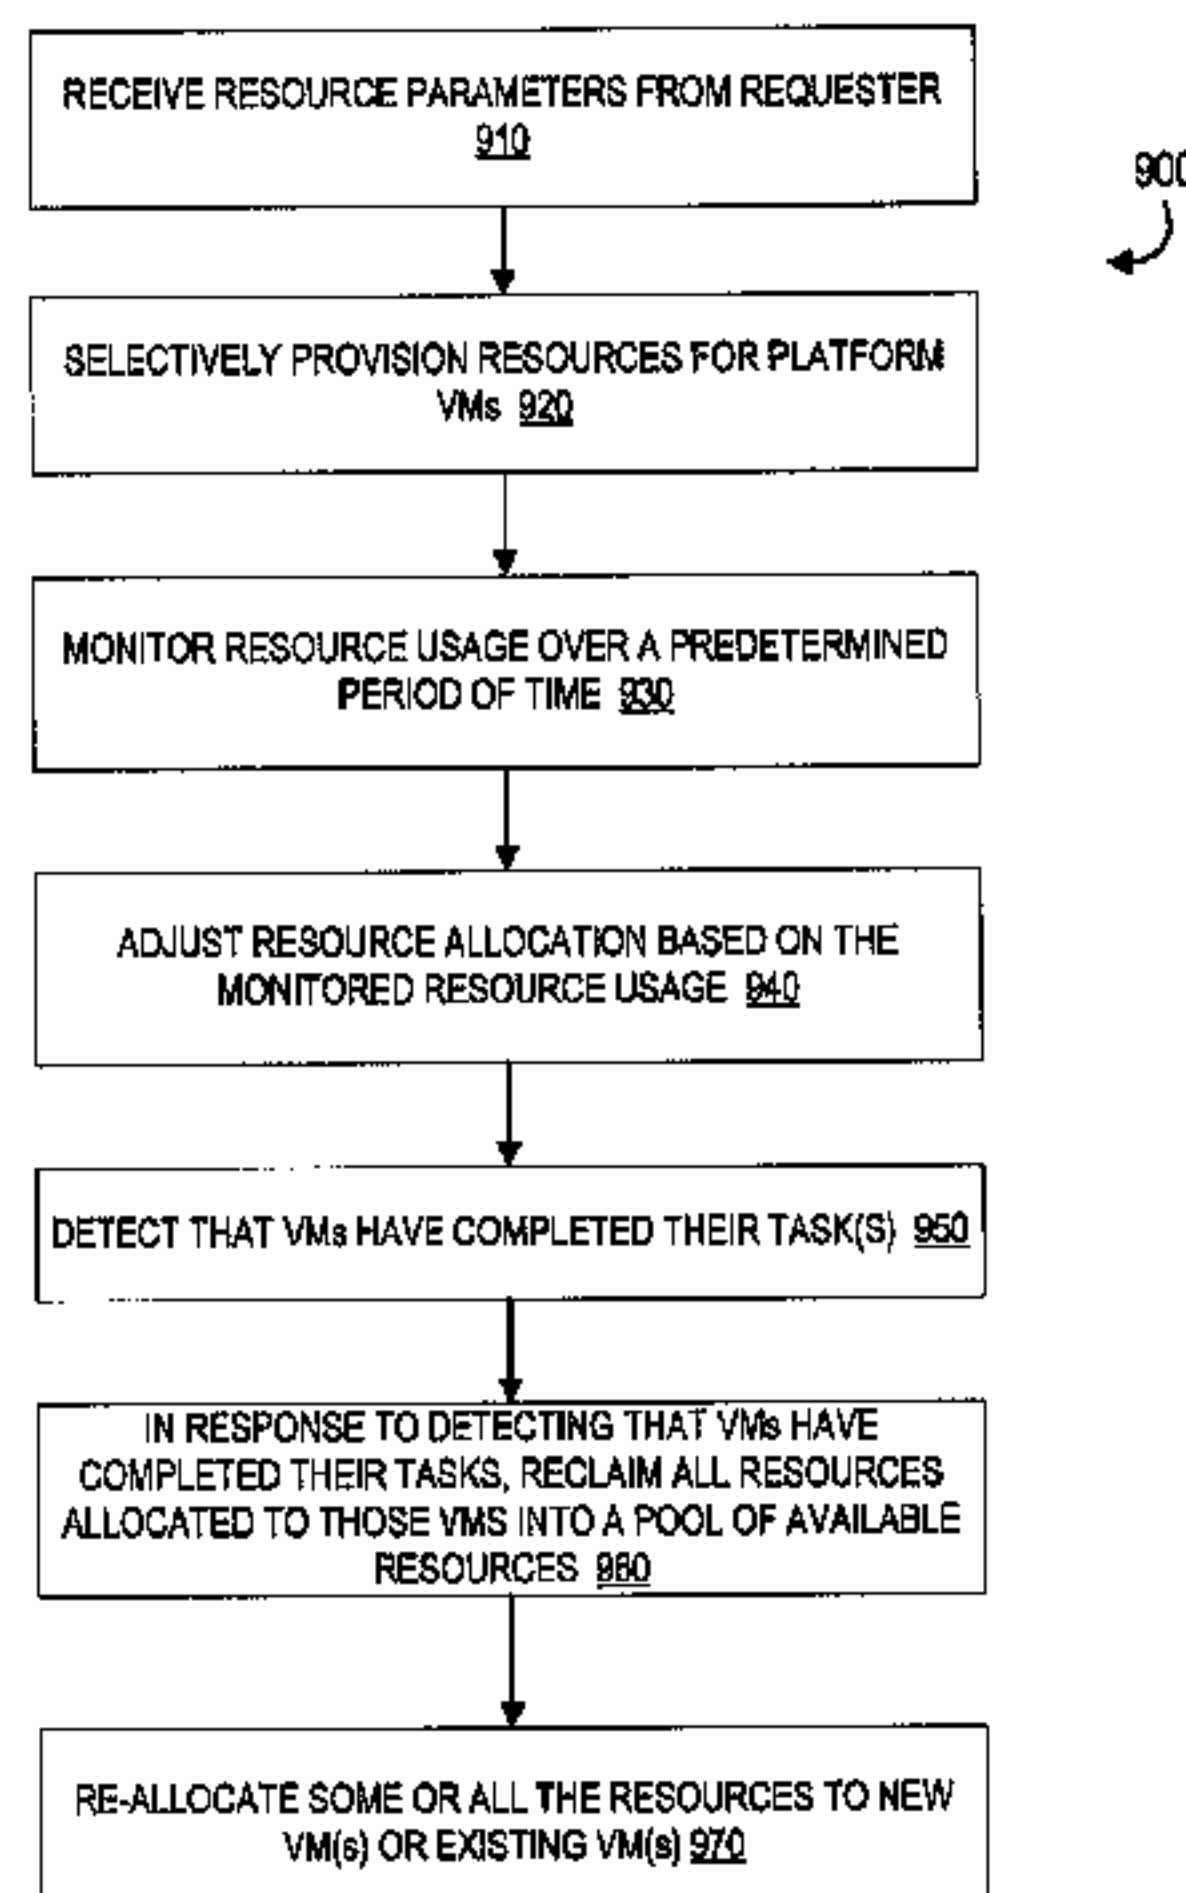 RECEIVE RESOURCE PARAMETERS FROM REQUESTER
910
900
SELECTIVELY PROVISION RESOURCES FOR PLATFORM
VMs 920
MONITOR RESOURCE USAGE OVER A PREDETERMINED
PERIOD OF TIME 930
ADJUST RESOURCE ALLOCATION BASED ON THE
MONITORED RESOURCE USAGE 940
DETECT THAT VMs HAVE COMPLETED THEIR TASK(S) 950
IN RESPONSE TO DETECTING THAT VMs HAVE
COMPLETED THEIR TASKS, RECLAIM ALL RESOURCES
ALLOCATED TO THOSE VMS INTO A POOL OF AVAILABLE
RESOURCES 960
RE-ALLOCATE SOME OR ALL THE RESOURCES TO NEW
VM(s) OR EXISTING VM(s) 970